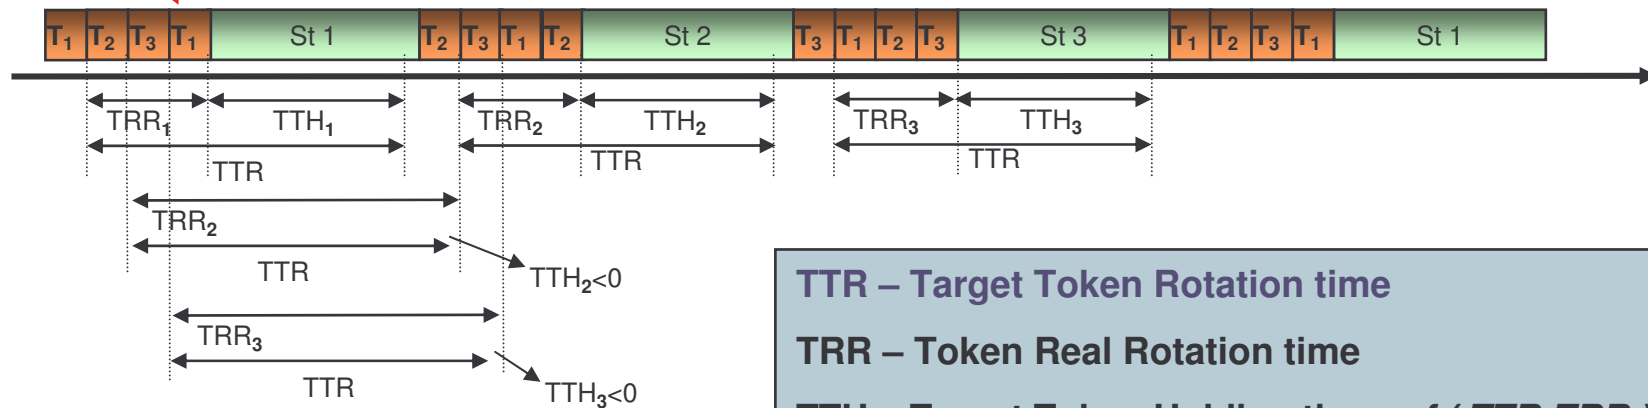 T1 T2 T3 T1 St 1 T2 T3 T1 T2 St 2 T3 T1 T2 T3 St 3 T1 T2 T3 T1 St 1
TRR1 TTH1 TRR2 TTH2 TRR3 TTH3
TTR TTR TTR
TRR2
TTR
TTH2<0
TRR3
TTR
TTH3<0
TTR – Target Token Rotation time
TRR – Token Real Rotation time